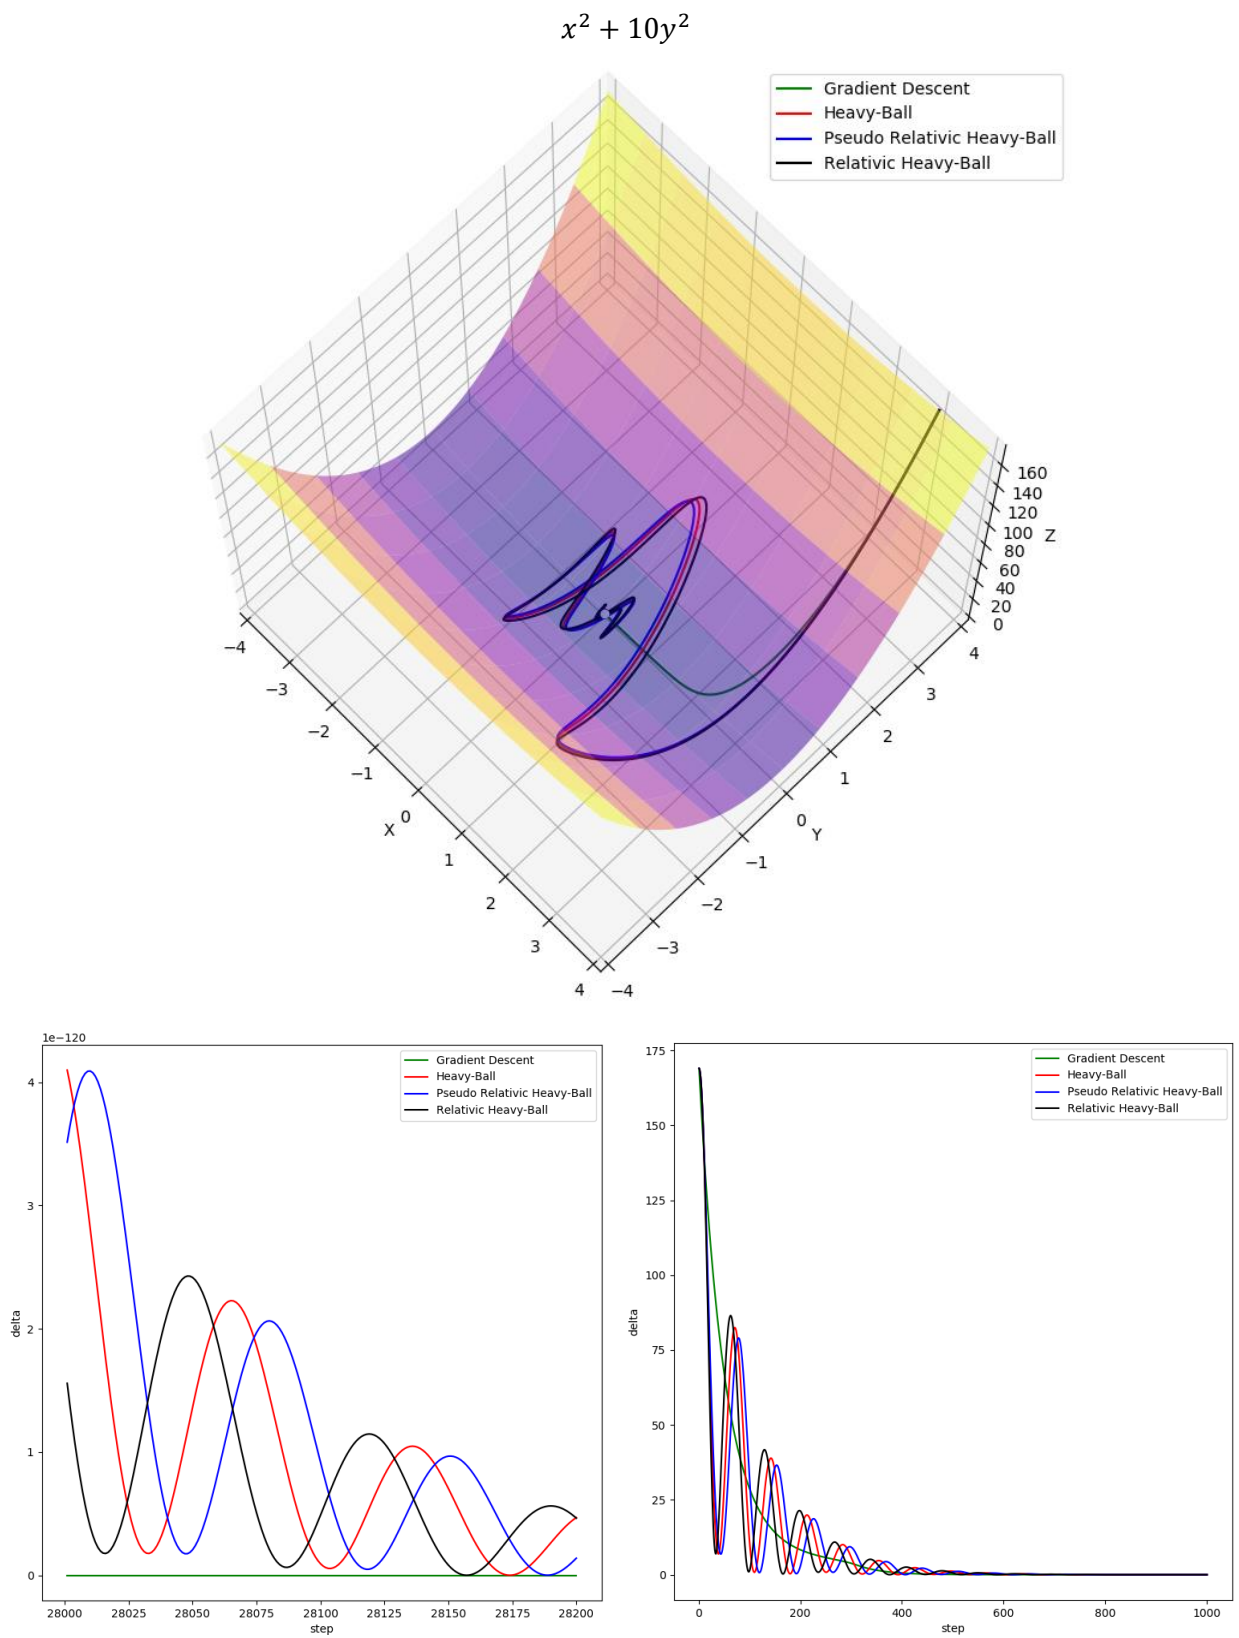 x² + 10y²
Gradient Descent
Heavy-Ball
Pseudo Relativic Heavy-Ball
Relativic Heavy-Ball
160
140
120
100
80
60
40
20
0
Z
−4
−3
−2
−1
0
1
2
3
4
X
4
3
2
1
0
−1
−2
−3
−4
Y
1e−120
Gradient Descent
Heavy-Ball
Pseudo Relativic Heavy-Ball
Relativic Heavy-Ball
4
3
2
1
0
delta
28000 28025 28050 28075 28100 28125 28150 28175 28200
step
Gradient Descent
Heavy-Ball
Pseudo Relativic Heavy-Ball
Relativic Heavy-Ball
175
150
125
100
75
50
25
0
delta
0 200 400 600 800 1000
step